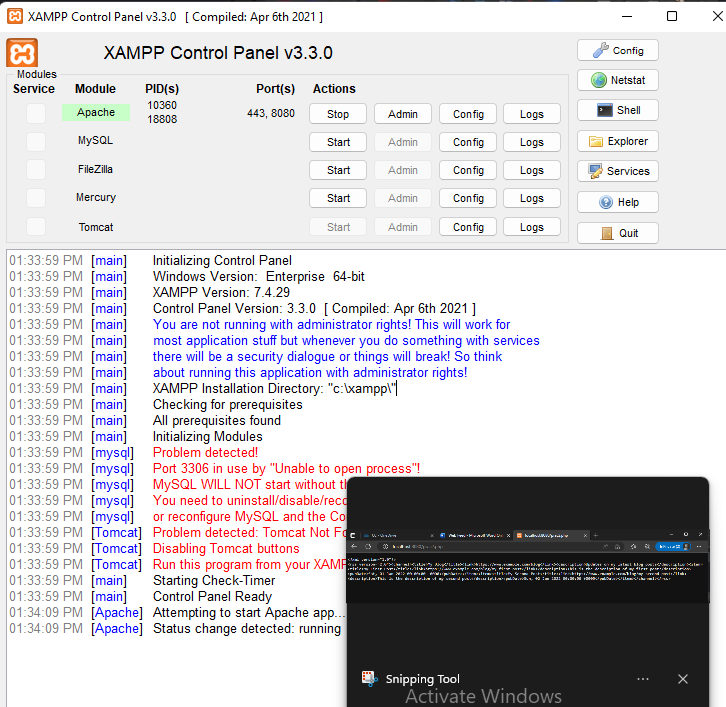 XAMPP Control Panel v3.3.0 [ Compiled: Apr 6th 2021 ]
XAMPP Control Panel v3.3.0
Config
Modules
Service Module PID(s) Port(s) Actions
Netstat
Apache 10360 18808 443, 8080 Stop Admin Config Logs
Shell
MySQL Start Admin Config Logs
Explorer
FileZilla Start Admin Config Logs
Services
Mercury Start Admin Config Logs
Help
Tomcat Start Admin Config Logs
Quit
01:33:59 PM [main] Initializing Control Panel
01:33:59 PM [main] Windows Version: Enterprise 64-bit
01:33:59 PM [main] XAMPP Version: 7.4.29
01:33:59 PM [main] Control Panel Version: 3.3.0 [ Compiled: Apr 6th 2021 ]
01:33:59 PM [main] You are not running with administrator rights! This will work for
01:33:59 PM [main] most application stuff but whenever you do something with services
01:33:59 PM [main] there will be a security dialogue or things will break! So think
01:33:59 PM [main] about running this application with administrator rights!
01:33:59 PM [main] XAMPP Installation Directory: "c:\xampp\"
01:33:59 PM [main] Checking for prerequisites
01:33:59 PM [main] All prerequisites found
01:33:59 PM [main] Initializing Modules
01:33:59 PM [mysql] Problem detected!
01:33:59 PM [mysql] Port 3306 in use by "Unable to open process"!
01:33:59 PM [mysql] MySQL WILL NOT start without th
01:33:59 PM [mysql] You need to uninstall/disable/reco
01:33:59 PM [mysql] or reconfigure MySQL and the Co
01:33:59 PM [Tomcat] Problem detected: Tomcat Not Fo
01:33:59 PM [Tomcat] Disabling Tomcat buttons
01:33:59 PM [Tomcat] Run this program from your XAMP
01:33:59 PM [main] Starting Check-Timer
01:33:59 PM [main] Control Panel Ready
01:34:09 PM [Apache] Attempting to start Apache app...
01:34:09 PM [Apache] Status change detected: running
Snipping Tool
Activate Windows